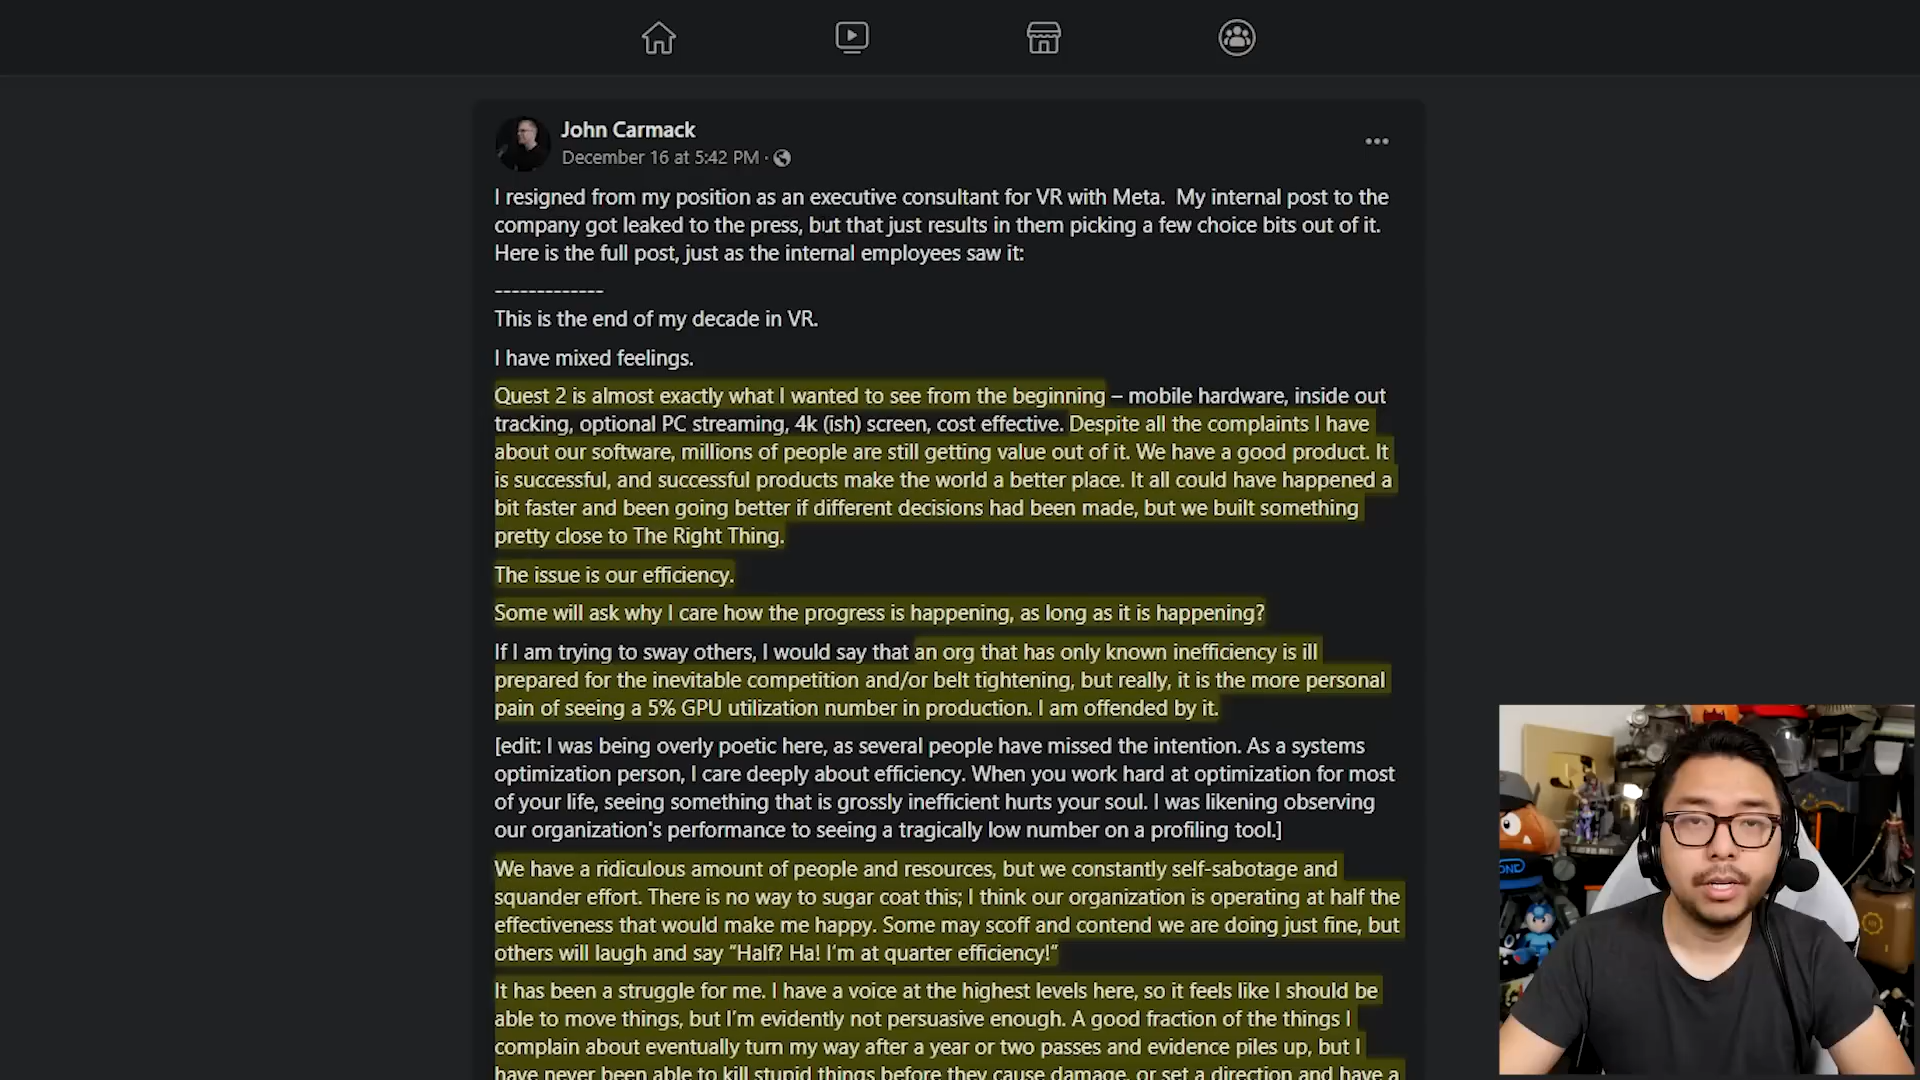 John Carmack
December 16 at 5:42 PM ·
I resigned from my position as an executive consultant for VR with Meta. My internal post to the
company got leaked to the press, but that just results in them picking a few choice bits out of it.
Here is the full post, just as the internal employees saw it:
-------------
This is the end of my decade in VR.
I have mixed feelings.
Quest 2 is almost exactly what I wanted to see from the beginning – mobile hardware, inside out
tracking, optional PC streaming, 4k (ish) screen, cost effective. Despite all the complaints I have
about our software, millions of people are still getting value out of it. We have a good product. It
is successful, and successful products make the world a better place. It all could have happened a
bit faster and been going better if different decisions had been made, but we built something
pretty close to The Right Thing.
The issue is our efficiency.
Some will ask why I care how the progress is happening, as long as it is happening?
If I am trying to sway others, I would say that an org that has only known inefficiency is ill
prepared for the inevitable competition and/or belt tightening, but really, it is the more personal
pain of seeing a 5% GPU utilization number in production. I am offended by it.
[edit: I was being overly poetic here, as several people have missed the intention. As a systems
optimization person, I care deeply about efficiency. When you work hard at optimization for most
of your life, seeing something that is grossly inefficient hurts your soul. I was likening observing
our organization's performance to seeing a tragically low number on a profiling tool.]
We have a ridiculous amount of people and resources, but we constantly self-sabotage and
squander effort. There is no way to sugar coat this; I think our organization is operating at half the
effectiveness that would make me happy. Some may scoff and contend we are doing just fine, but
others will laugh and say “Half? Ha! I’m at quarter efficiency!”
It has been a struggle for me. I have a voice at the highest levels here, so it feels like I should be
able to move things, but I’m evidently not persuasive enough. A good fraction of the things I
complain about eventually turn my way after a year or two passes and evidence piles up, but I
have never been able to kill stupid things before they cause damage, or set a direction and have a